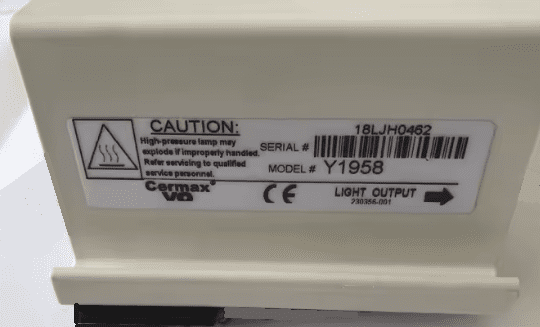 CAUTION:
High-pressure lamp may
explode if improperly handled.
Refer servicing to qualified
service personnel.
Cermax®
VQ
18LJH0462
SERIAL #
MODEL # Y1958
CE
LIGHT OUTPUT
230356-001